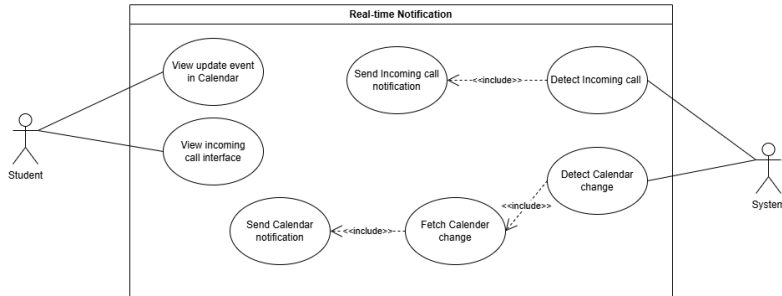 Real-time Notification
View update event
in Calendar
Send Incoming call
notification
<<include>>
Detect Incoming call
Student
View incoming
call interface
Detect Calendar
change
System
<<include>>
Send Calendar
notification
<<include>>
Fetch Calender
change